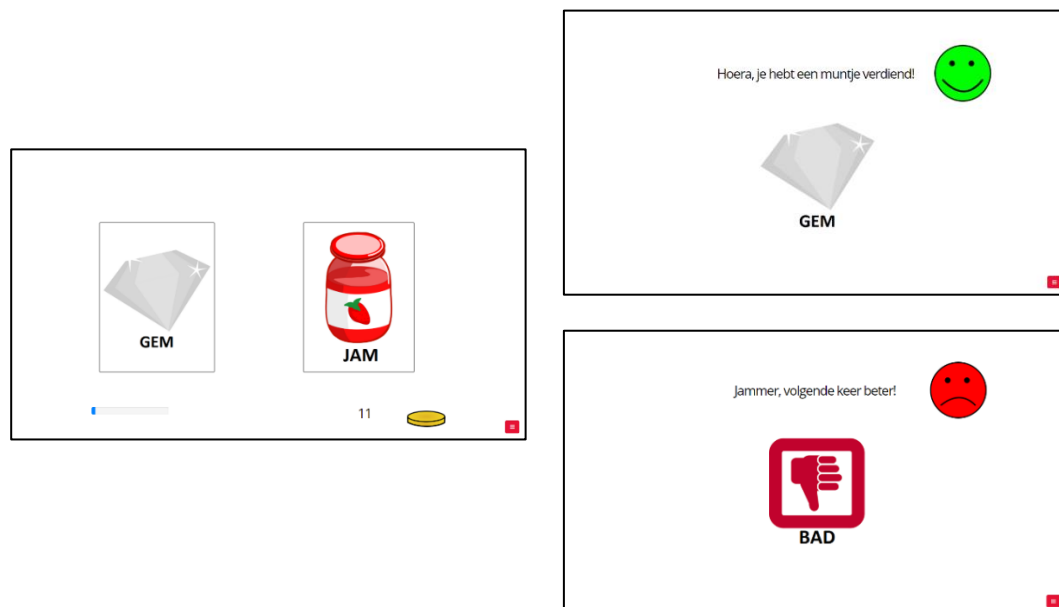 GEM
JAM
11
Hoera, je hebt een muntje verdiend!
GEM
Jammer, volgende keer beter!
BAD